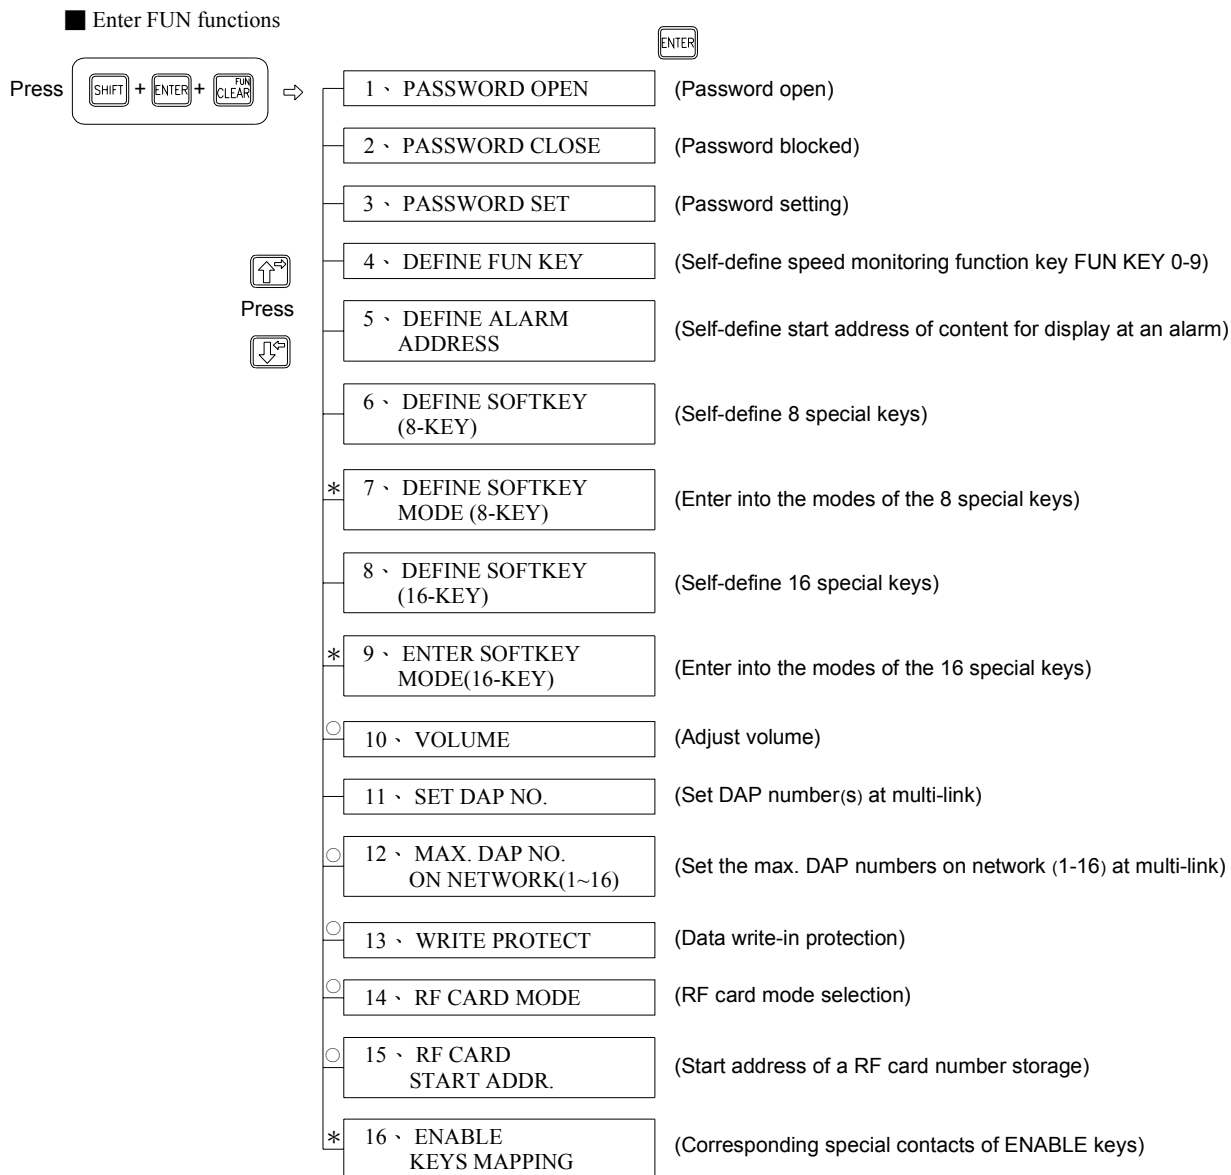 ■ Enter FUN functions
ENTER
Press SHIFT + ENTER + FUN CLEAR ⇨ 1、PASSWORD OPEN (Password open)
2、PASSWORD CLOSE (Password blocked)
3、PASSWORD SET (Password setting)
4、DEFINE FUN KEY (Self-define speed monitoring function key FUN KEY 0-9)
Press
5、DEFINE ALARM
ADDRESS
(Self-define start address of content for display at an alarm)
6、DEFINE SOFTKEY
(8-KEY)
(Self-define 8 special keys)
* 7、DEFINE SOFTKEY
MODE (8-KEY)
(Enter into the modes of the 8 special keys)
8、DEFINE SOFTKEY
(16-KEY)
(Self-define 16 special keys)
* 9、ENTER SOFTKEY
MODE(16-KEY)
(Enter into the modes of the 16 special keys)
○ 10、VOLUME (Adjust volume)
11、SET DAP NO. (Set DAP number(s) at multi-link)
○ 12、MAX. DAP NO.
ON NETWORK(1~16)
(Set the max. DAP numbers on network (1-16) at multi-link)
○ 13、WRITE PROTECT (Data write-in protection)
○ 14、RF CARD MODE (RF card mode selection)
○ 15、RF CARD
START ADDR.
(Start address of a RF card number storage)
* 16、ENABLE
KEYS MAPPING
(Corresponding special contacts of ENABLE keys)